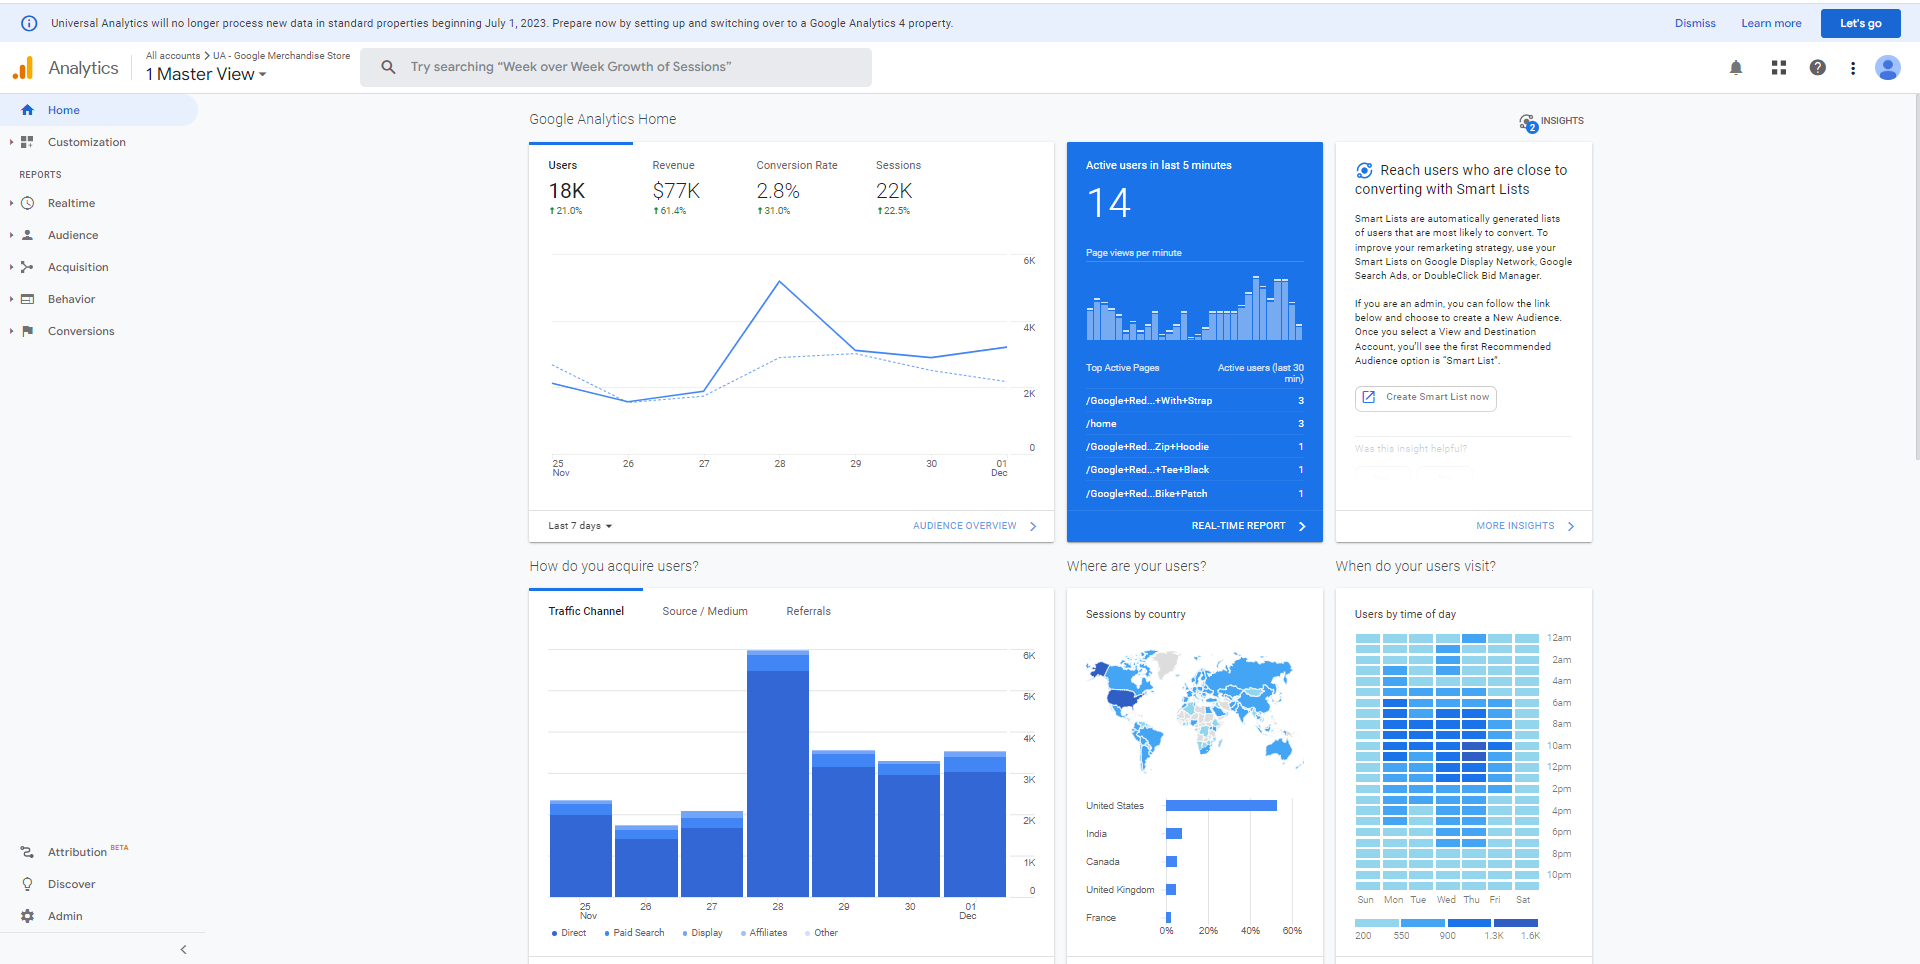 Universal Analytics will no longer process new data in standard properties beginning July 1, 2023. Prepare now by setting up and switching over to a Google Analytics 4 property.
Dismiss
Learn more
Let's go
Analytics
All accounts > UA - Google Merchandise Store
1 Master View
Try searching “Week over Week Growth of Sessions”
Home
Customization
REPORTS
Realtime
Audience
Acquisition
Behavior
Conversions
Attribution BETA
Discover
Admin
Google Analytics Home
2
INSIGHTS
Users
18K
21.0%
Revenue
$77K
61.4%
Conversion Rate
2.8%
31.0%
Sessions
22K
22.5%
6K
4K
2K
0
25 Nov
26
27
28
29
30
01 Dec
Last 7 days
AUDIENCE OVERVIEW
Active users in last 5 minutes
14
Page views per minute
Top Active Pages
Active users (last 30 min)
/Google+Red...+With+Strap 3
/home 3
/Google+Red...Zip+Hoodie 1
/Google+Red...+Tee+Black 1
/Google+Red...Bike+Patch 1
REAL-TIME REPORT
Reach users who are close to
converting with Smart Lists
Smart Lists are automatically generated lists
of users that are most likely to convert. To
improve your remarketing strategy, use your
Smart Lists on Google Display Network, Google
Search Ads, or DoubleClick Bid Manager.
If you are an admin, you can follow the link
below and choose to create a New Audience.
Once you select a View and Destination
Account, you’ll see the first Recommended
Audience option is "Smart List".
Create Smart List now
Was this insight helpful?
MORE INSIGHTS
How do you acquire users?
Traffic Channel
Source / Medium
Referrals
6K
5K
4K
3K
2K
1K
0
25 Nov
26
27
28
29
30
01 Dec
Direct
Paid Search
Display
Affiliates
Other
Where are your users?
Sessions by country
United States
India
Canada
United Kingdom
France
0%
20%
40%
60%
When do your users visit?
Users by time of day
12am
2am
4am
6am
8am
10am
12pm
2pm
4pm
6pm
8pm
10pm
Sun
Mon
Tue
Wed
Thu
Fri
Sat
200
550
900
1.3K
1.6K